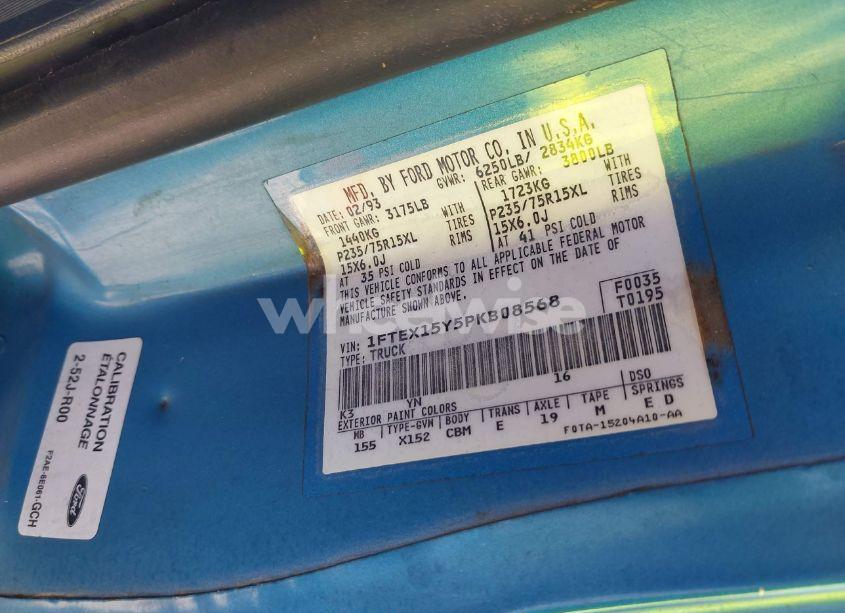 MFD. BY FORD MOTOR CO. IN U.S.A.
DATE: 02/93 GVWR: 6250LB/ 2834KG
FRONT GAWR: 3175LB REAR GAWR: 3800LB
1440KG WITH 1723KG WITH
P235/75R15XL TIRES P235/75R15XL TIRES
15X6.0J RIMS 15X6.0J RIMS
AT 35 PSI COLD AT 41 PSI COLD
THIS VEHICLE CONFORMS TO ALL APPLICABLE FEDERAL MOTOR
VEHICLE SAFETY STANDARDS IN EFFECT ON THE DATE OF
MANUFACTURE SHOWN ABOVE.
VIN: 1FTEX15Y5PKB08568 F0035
TYPE: TRUCK T0195
K3 YN 16
EXTERIOR PAINT COLORS DSO
WB TYPE-GVW BODY TRANS AXLE TAPE SPRINGS
155 X152 CBM E 19 M E D
F0TA-15204A10-AA
CALIBRATION
ÉTALONNAGE
2-52J-R00
F2AE-6E061-GCH
Ford
wheelwise